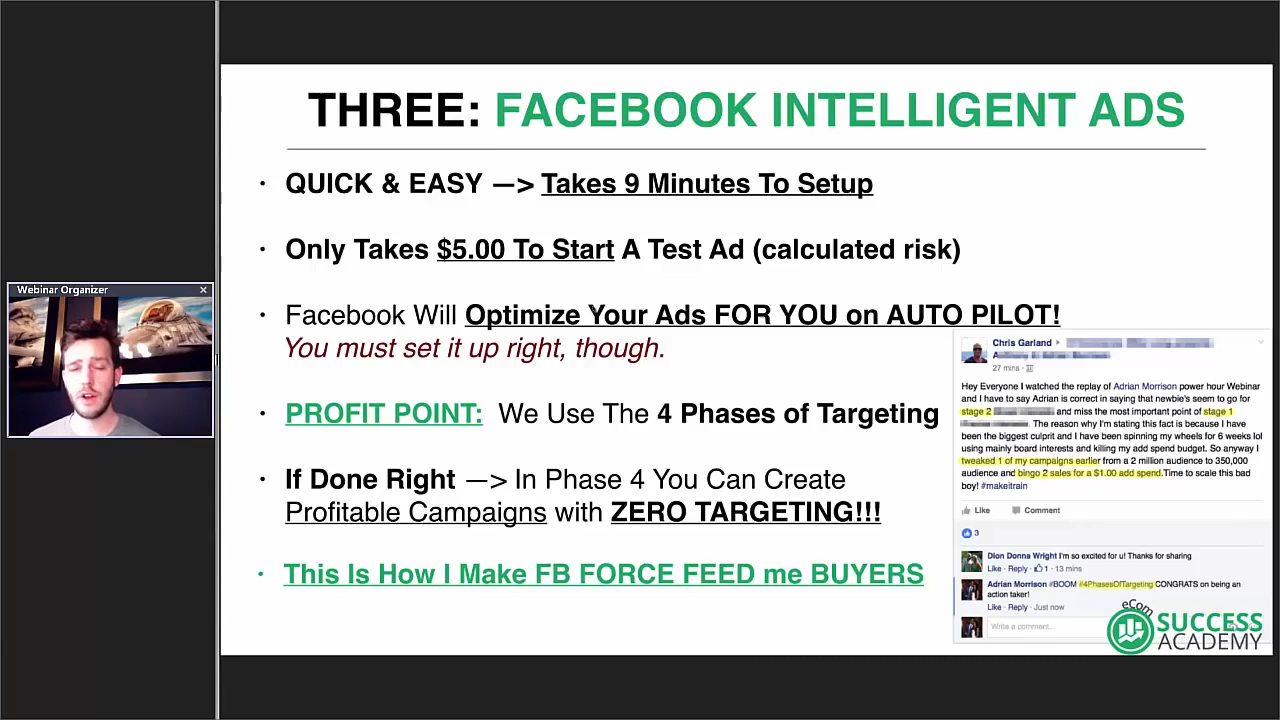 THREE: FACEBOOK INTELLIGENT ADS
· QUICK & EASY —> Takes 9 Minutes To Setup
· Only Takes $5.00 To Start A Test Ad (calculated risk)
· Facebook Will Optimize Your Ads FOR YOU on AUTO PILOT!
You must set it up right, though.
· PROFIT POINT: We Use The 4 Phases of Targeting
· If Done Right —> In Phase 4 You Can Create
Profitable Campaigns with ZERO TARGETING!!!
· This Is How I Make FB FORCE FEED me BUYERS
Webinar Organizer
Chris Garland
27 mins ·
Hey Everyone I watched the replay of Adrian Morrison power hour Webinar
and I have to say Adrian is correct in saying that newbie's seem to go for
stage 2 and miss the most important point of stage 1
The reason why I'm stating this fact is because I have
been the biggest culprit and I have been spinning my wheels for 6 weeks lol
using mainly board interests and killing my add spend budget. So anyway I
tweaked 1 of my campaigns earlier from a 2 million audience to 350,000
audience and bingo 2 sales for a $1.00 add spend.Time to scale this bad
boy! #makeitrain
Like Comment
3
Dion Donna Wright I'm so excited for u! Thanks for sharing
Like · Reply · 1 · 13 mins
Adrian Morrison #BOOM #4PhasesOfTargeting CONGRATS on being an
action taker!
Like · Reply · Just now
Write a comment...
eCom
SUCCESS
ACADEMY